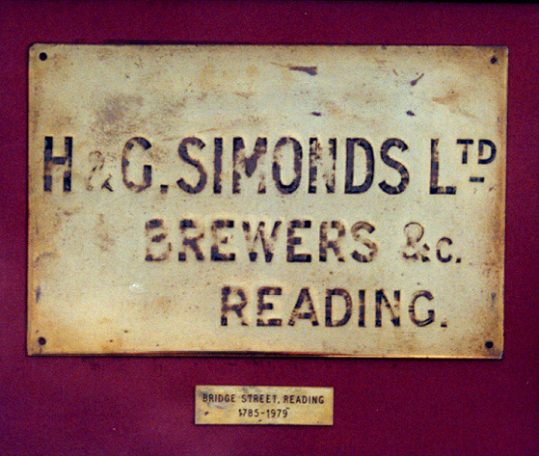 H & G. SIMONDS LTD
BREWERS &c.
READING.
BRIDGE STREET, READING
1785-1979